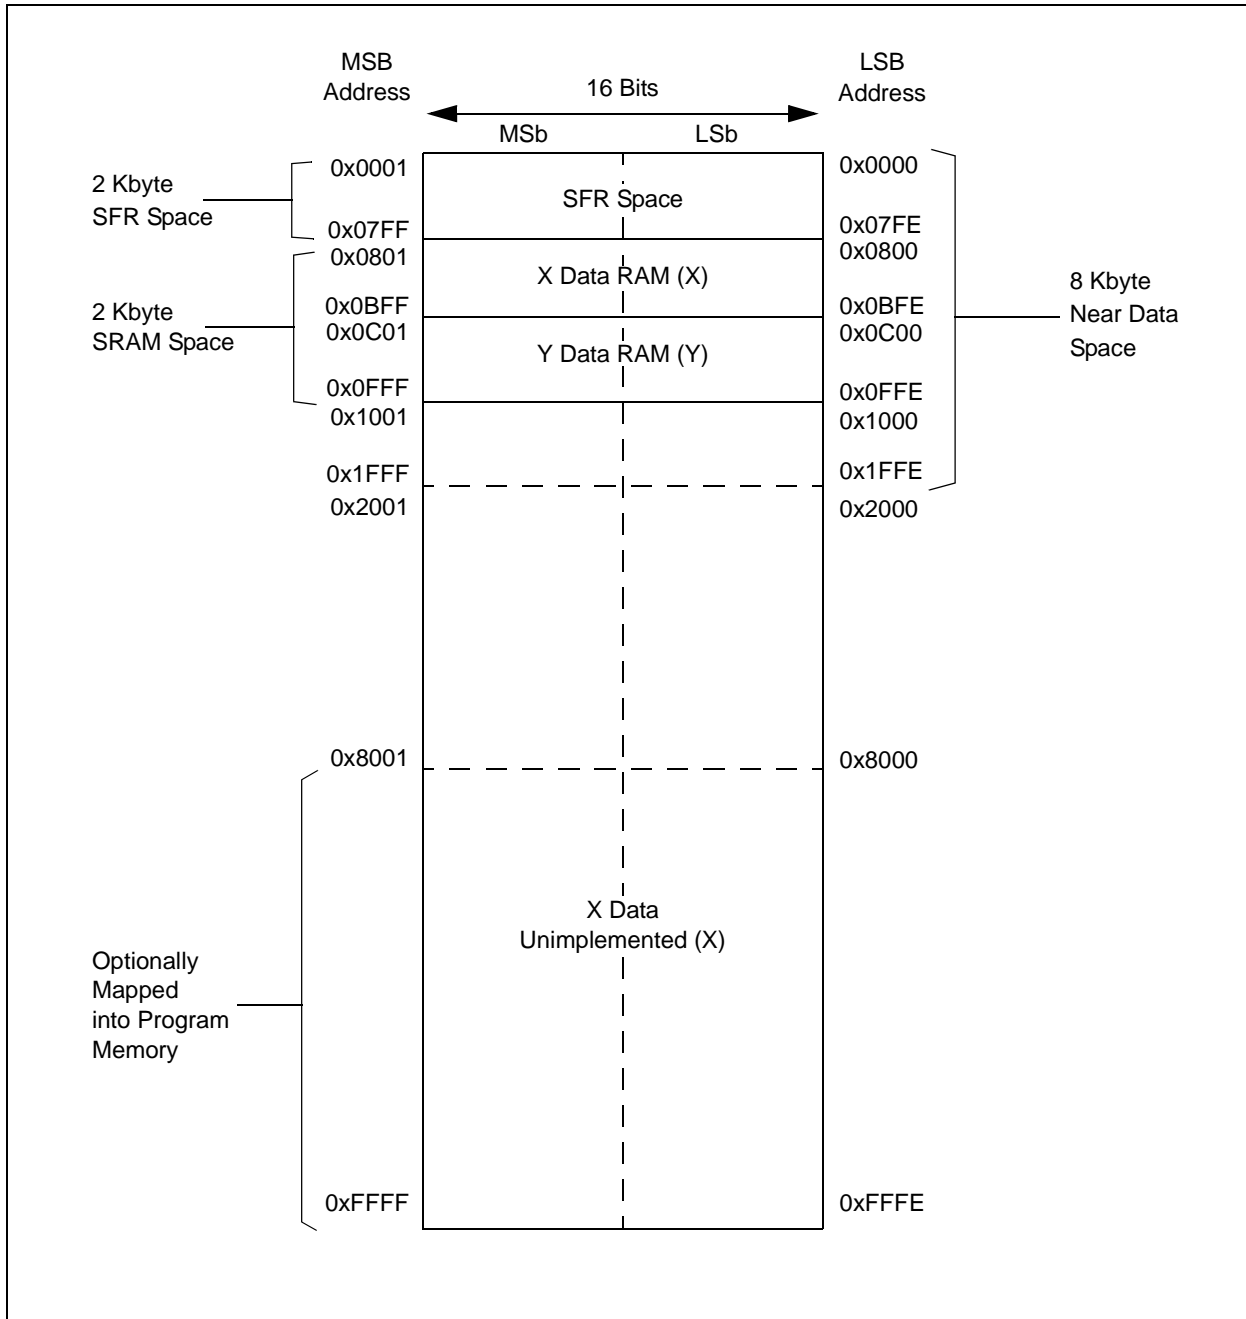 MSB
Address
LSB
Address
16 Bits
MSb
LSb
0x0001
0x0000
2 Kbyte
SFR Space
SFR Space
0x07FF
0x07FE
0x0801
0x0800
X Data RAM (X)
2 Kbyte
SRAM Space
0x0BFF
0x0BFE
0x0C01
0x0C00
8 Kbyte
Near Data
Space
Y Data RAM (Y)
0x0FFF
0x0FFE
0x1001
0x1000
0x1FFF
0x1FFE
0x2001
0x2000
0x8001
0x8000
X Data
Unimplemented (X)
Optionally
Mapped
into Program
Memory
0xFFFF
0xFFFE